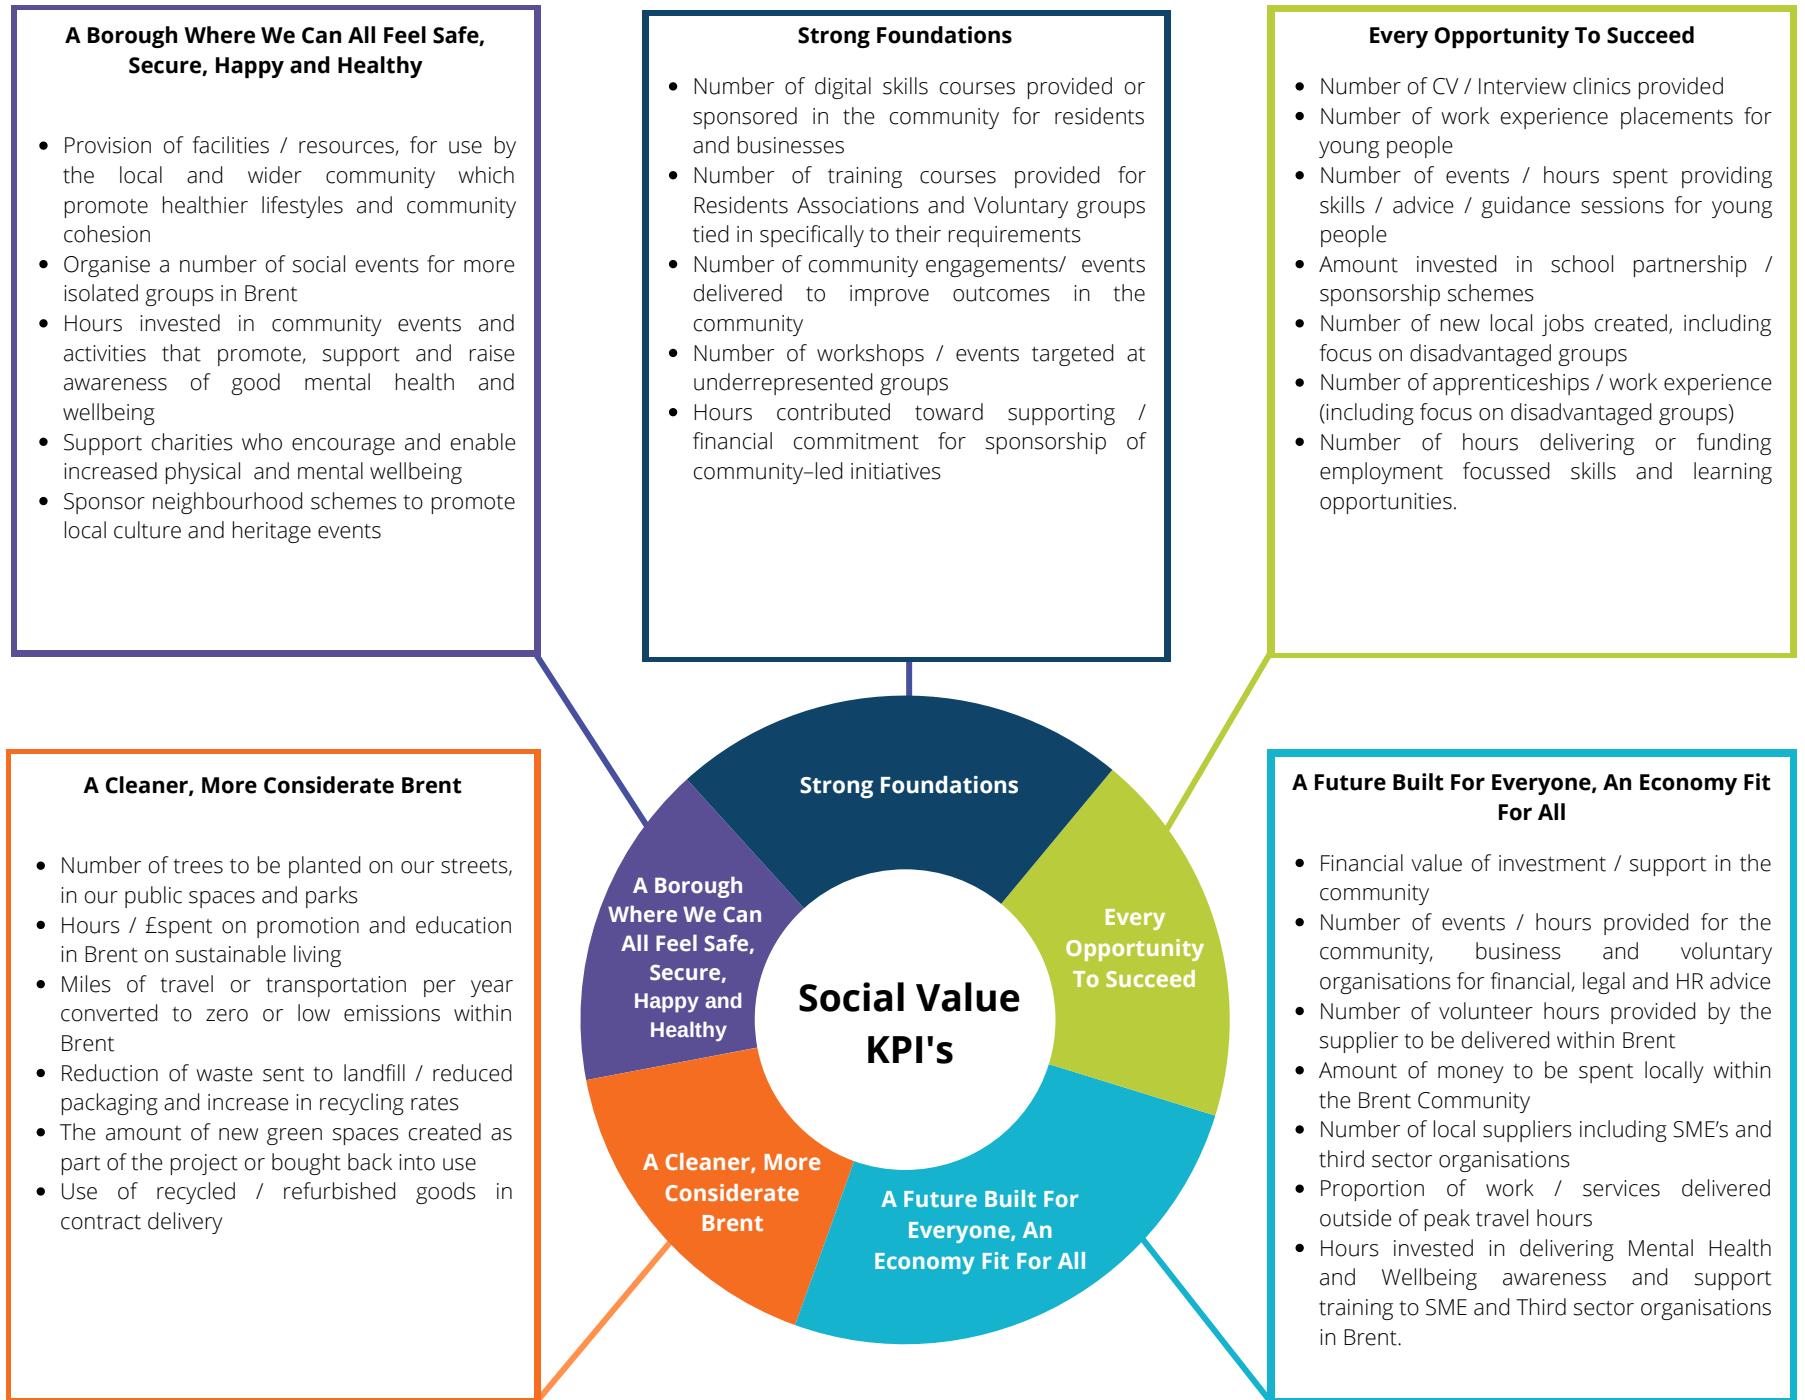 A Borough Where We Can All Feel Safe,
Secure, Happy and Healthy
• Provision of facilities / resources, for use by
the local and wider community which
promote healthier lifestyles and community
cohesion
• Organise a number of social events for more
isolated groups in Brent
• Hours invested in community events and
activities that promote, support and raise
awareness of good mental health and
wellbeing
• Support charities who encourage and enable
increased physical and mental wellbeing
• Sponsor neighbourhood schemes to promote
local culture and heritage events
Strong Foundations
• Number of digital skills courses provided or
sponsored in the community for residents
and businesses
• Number of training courses provided for
Residents Associations and Voluntary groups
tied in specifically to their requirements
• Number of community engagements/ events
delivered to improve outcomes in the
community
• Number of workshops / events targeted at
underrepresented groups
• Hours contributed toward supporting /
financial commitment for sponsorship of
community–led initiatives
Every Opportunity To Succeed
• Number of CV / Interview clinics provided
• Number of work experience placements for
young people
• Number of events / hours spent providing
skills / advice / guidance sessions for young
people
• Amount invested in school partnership /
sponsorship schemes
• Number of new local jobs created, including
focus on disadvantaged groups
• Number of apprenticeships / work experience
(including focus on disadvantaged groups)
• Number of hours delivering or funding
employment focussed skills and learning
opportunities.
A Cleaner, More Considerate Brent
• Number of trees to be planted on our streets,
in our public spaces and parks
• Hours / £spent on promotion and education
in Brent on sustainable living
• Miles of travel or transportation per year
converted to zero or low emissions within
Brent
• Reduction of waste sent to landfill / reduced
packaging and increase in recycling rates
• The amount of new green spaces created as
part of the project or bought back into use
• Use of recycled / refurbished goods in
contract delivery
Strong Foundations
A Borough
Where We Can
All Feel Safe,
Secure,
Happy and
Healthy
Every
Opportunity
To Succeed
Social Value
KPI's
A Cleaner, More
Considerate
Brent
A Future Built For
Everyone, An
Economy Fit For All
A Future Built For Everyone, An Economy Fit
For All
• Financial value of investment / support in the
community
• Number of events / hours provided for the
community, business and voluntary
organisations for financial, legal and HR advice
• Number of volunteer hours provided by the
supplier to be delivered within Brent
• Amount of money to be spent locally within
the Brent Community
• Number of local suppliers including SME's and
third sector organisations
• Proportion of work / services delivered
outside of peak travel hours
• Hours invested in delivering Mental Health
and Wellbeing awareness and support
training to SME and Third sector organisations
in Brent.